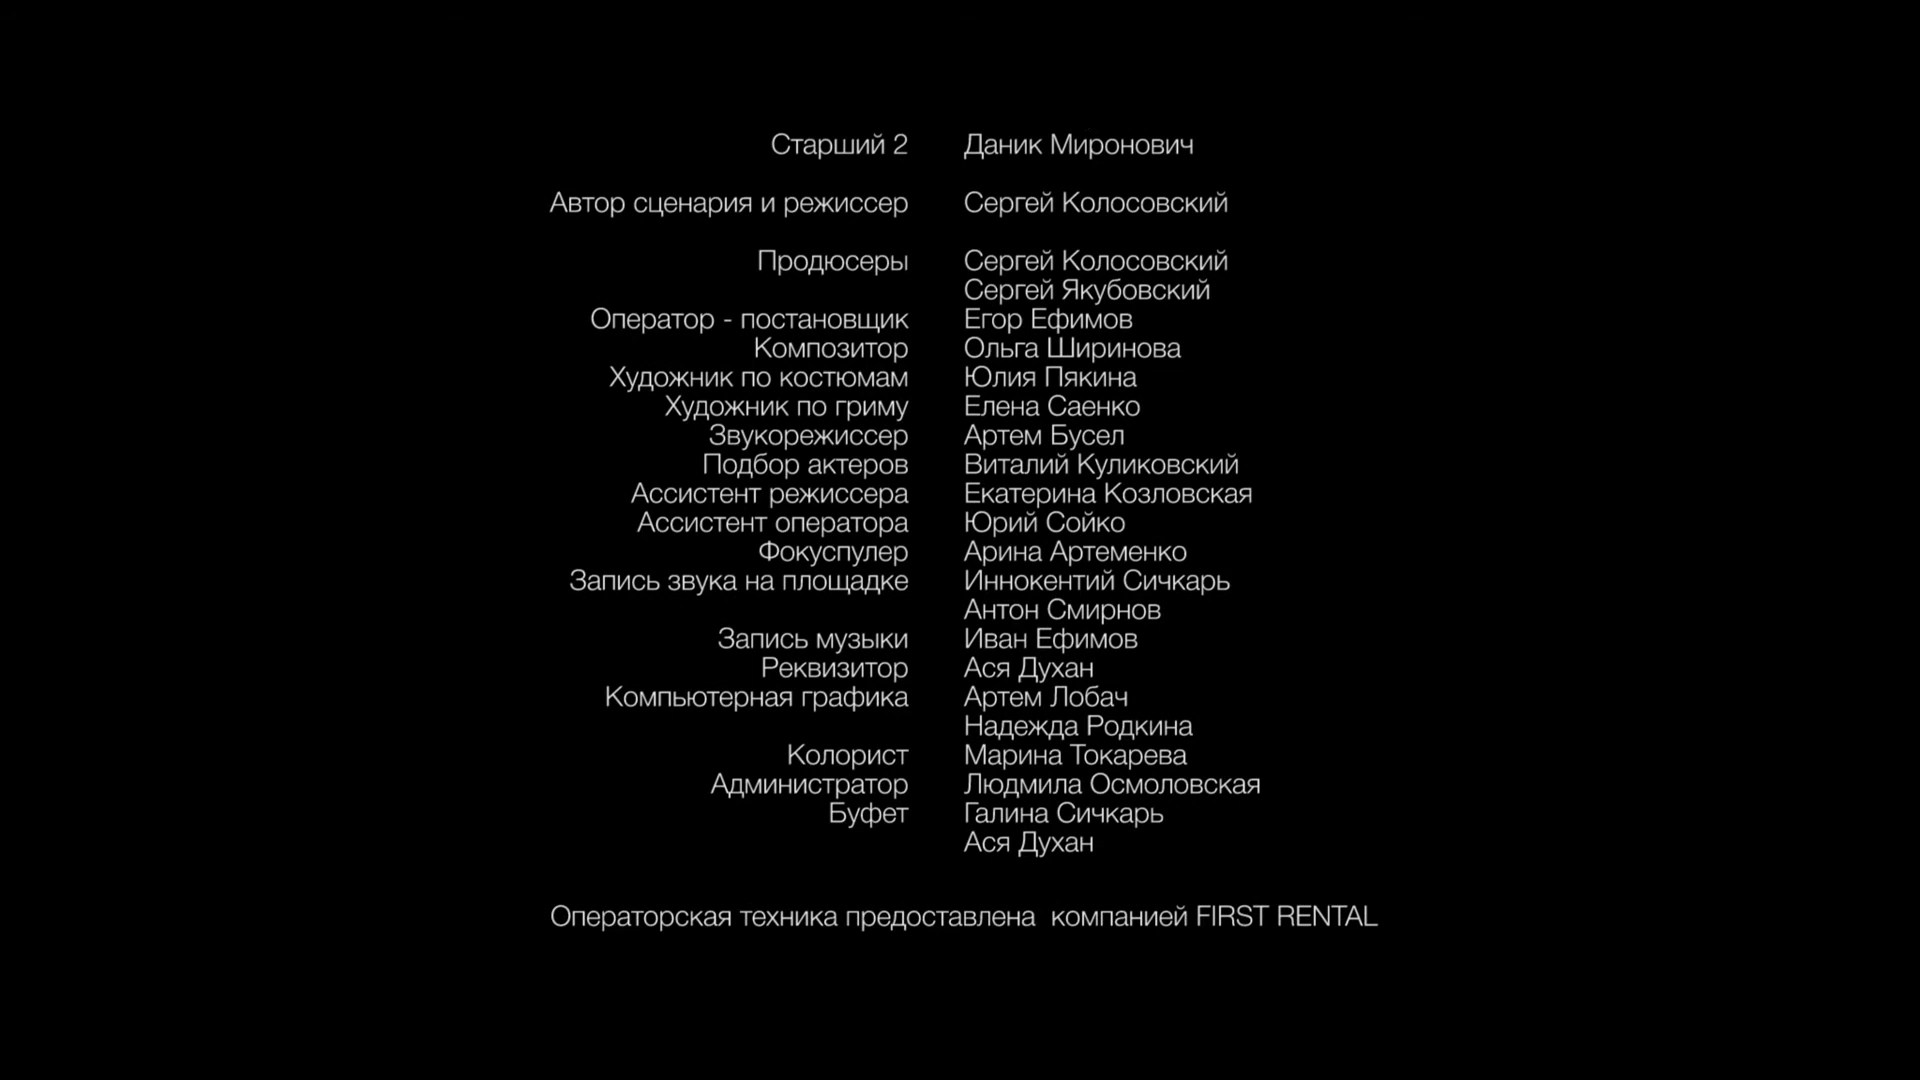 Старший 2 Даник Миронович
Автор сценария и режиссер Сергей Колосовский
Продюсеры Сергей Колосовский
Сергей Якубовский
Оператор - постановщик Егор Ефимов
Композитор Ольга Ширинова
Художник по костюмам Юлия Пякина
Художник по гриму Елена Саенко
Звукорежиссер Артем Бусел
Подбор актеров Виталий Куликовский
Ассистент режиссера Екатерина Козловская
Ассистент оператора Юрий Сойко
Фокуспулер Арина Артеменко
Запись звука на площадке Иннокентий Сичкарь
Антон Смирнов
Запись музыки Иван Ефимов
Реквизитор Ася Духан
Компьютерная графика Артем Лобач
Надежда Родкина
Колорист Марина Токарева
Администратор Людмила Осмоловская
Буфет Галина Сичкарь
Ася Духан
Операторская техника предоставлена компанией FIRST RENTAL